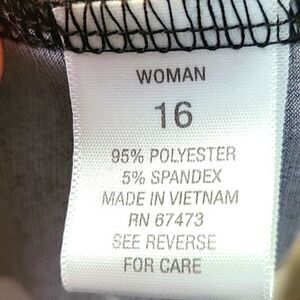 WOMAN
16
95% POLYESTER
5% SPANDEX
MADE IN VIETNAM
RN 67473
SEE REVERSE
FOR CARE